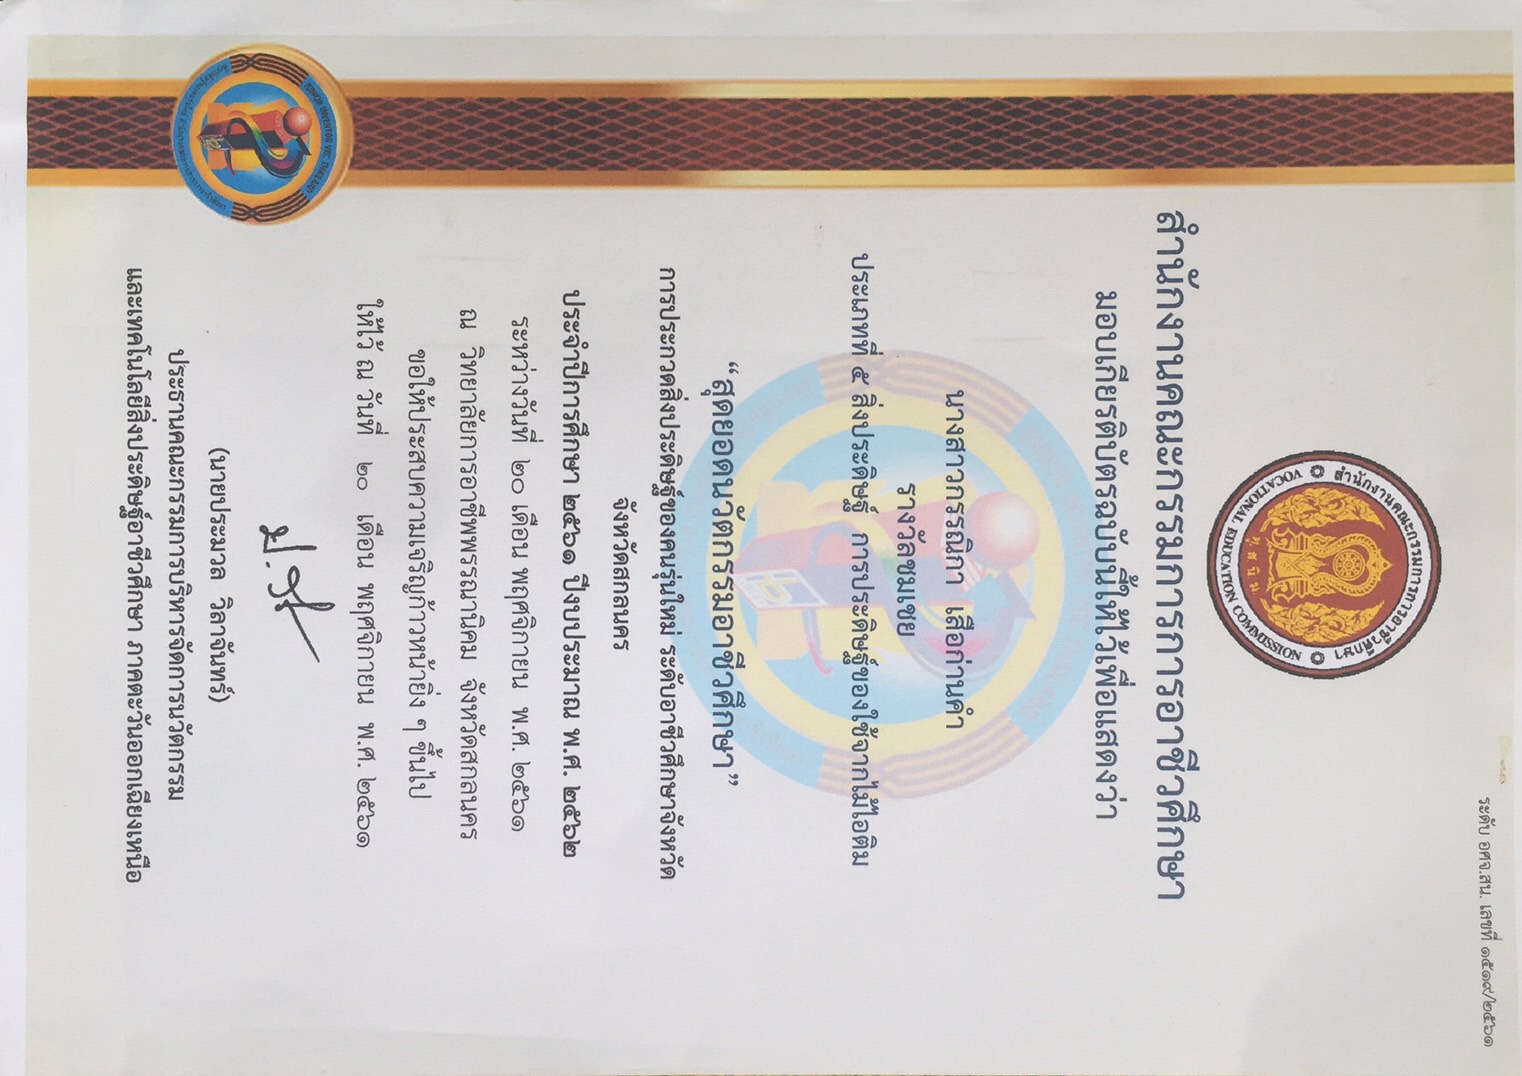 ระดับ อศจ.สน. เลขที่ ๑๕๑๙/๒๕๖๑
สำนักงานคณะกรรมการการอาชีวศึกษา
VOCATIONAL EDUCATION COMMISSION
สำนักงานคณะกรรมการการอาชีวศึกษา
มอบเกียรติบัตรฉบับนี้ให้ไว้เพื่อแสดงว่า
นางสาวกรรณิกา เลือก่านคำ
รางวัลชมเชย
ประเภทที่ ๕ สิ่งประดิษฐ์ การประดิษฐ์ของใช้จากไม้ไอติม
“สุดยอดนวัตกรรมอาชีวศึกษา”
การประกวดสิ่งประดิษฐ์ของคนรุ่นใหม่ ระดับอาชีวศึกษาจังหวัด
จังหวัดสกลนคร
ประจำปีการศึกษา ๒๕๖๑ ปีงบประมาณ พ.ศ. ๒๕๖๒
ระหว่างวันที่ ๒๐ เดือน พฤศจิกายน พ.ศ. ๒๕๖๑
ณ วิทยาลัยการอาชีพพรรณานิคม จังหวัดสกลนคร
ขอให้ประสบความเจริญก้าวหน้ายิ่ง ๆ ขึ้นไป
ให้ไว้ ณ วันที่ ๒๐ เดือน พฤศจิกายน พ.ศ. ๒๕๖๑
(นายประมวล วิลาจันทร์)
ประธานคณะกรรมการบริหารจัดการนวัตกรรม
และเทคโนโลยีสิ่งประดิษฐ์อาชีวศึกษา ภาคตะวันออกเฉียงเหนือ
JUNIOR INVENTOR VEC. THAILAND